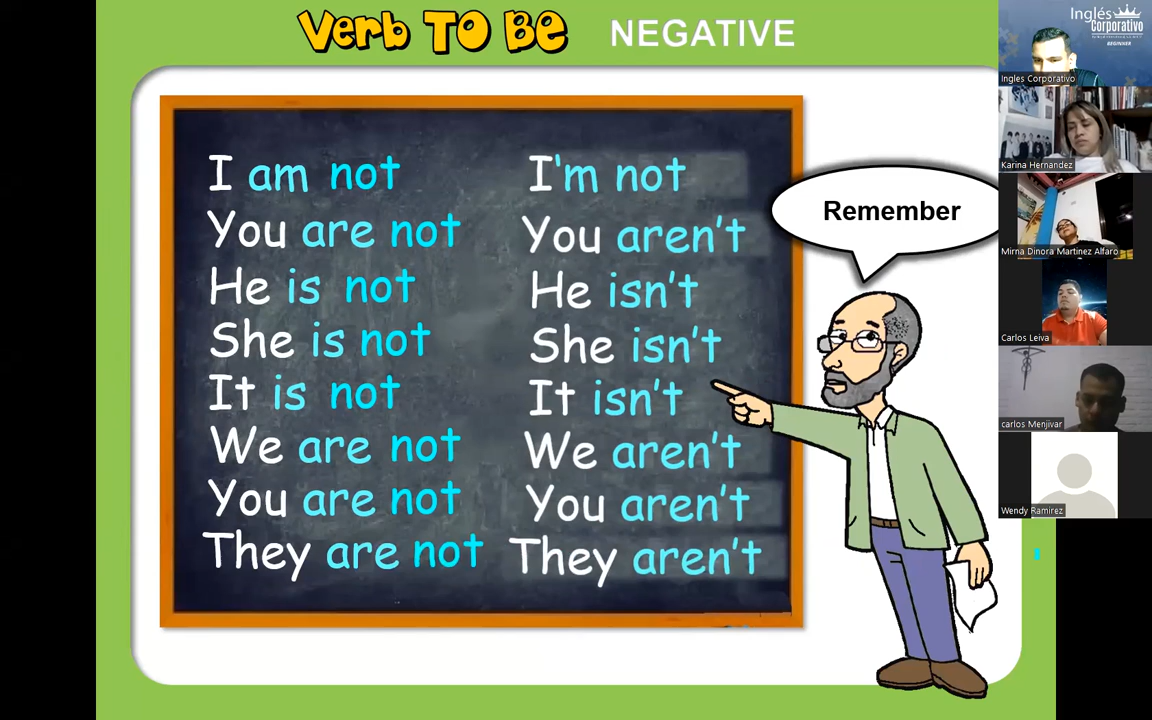 Verb TO BE NEGATIVE
I am not I'm not
You are not You aren't
He is not He isn't
She is not She isn't
It is not It isn't
We are not We aren't
You are not You aren't
They are not They aren't
Remember
Inglés
Corporativo
BEGINNER
Ingles Corporativo
Karina Hernandez
Mirna Dinora Martinez Alfaro
Carlos Leiva
carlos Menjivar
Wendy Ramirez